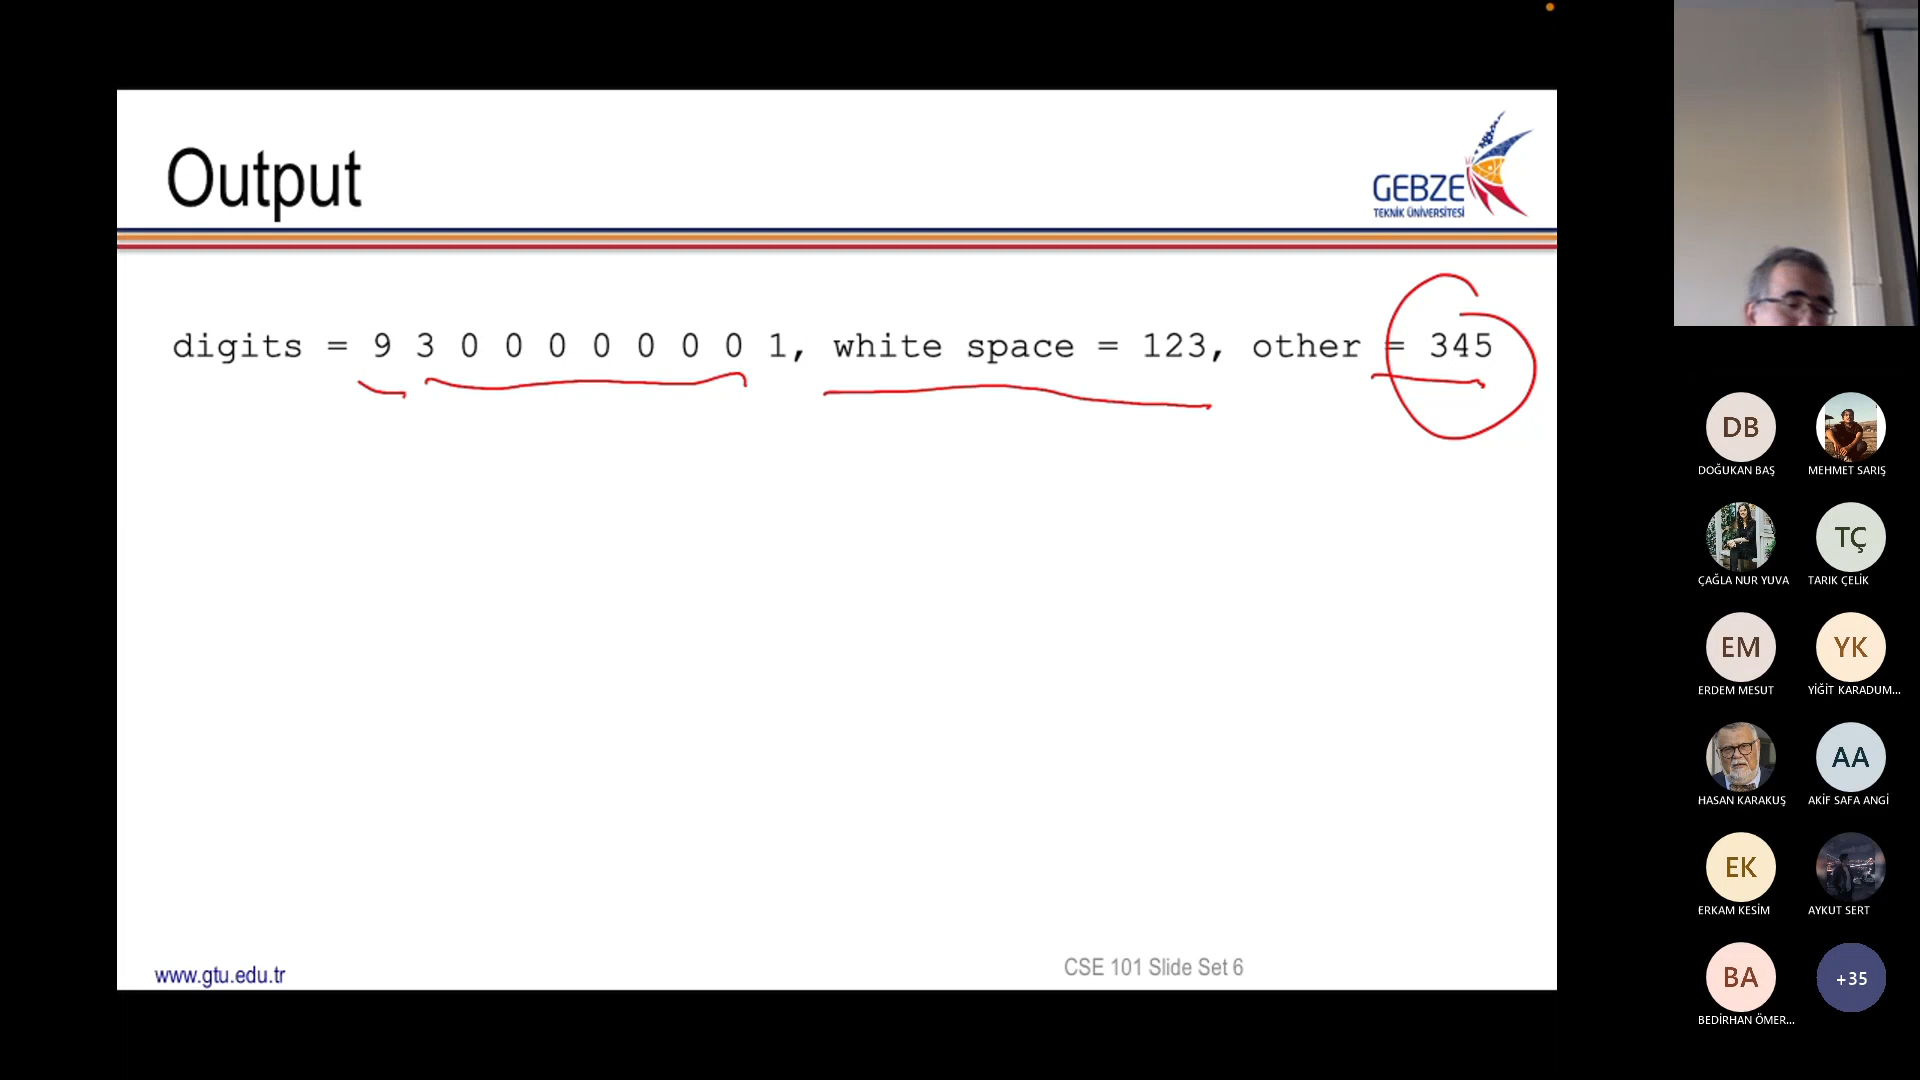 Output
GEBZE
TEKNİK ÜNİVERSİTESİ
digits = 9 3 0 0 0 0 0 0 0 1, white space = 123, other = 345
www.gtu.edu.tr
CSE 101 Slide Set 6
DB
DOĞUKAN BAŞ
MEHMET SARIŞ
ÇAĞLA NUR YUVA
TÇ
TARIK ÇELİK
EM
ERDEM MESUT
YK
YİĞİT KARADUM...
HASAN KARAKUŞ
AA
AKİF SAFA ANGİ
EK
ERKAM KESİM
AYKUT SERT
BA
BEDİRHAN ÖMER...
+35